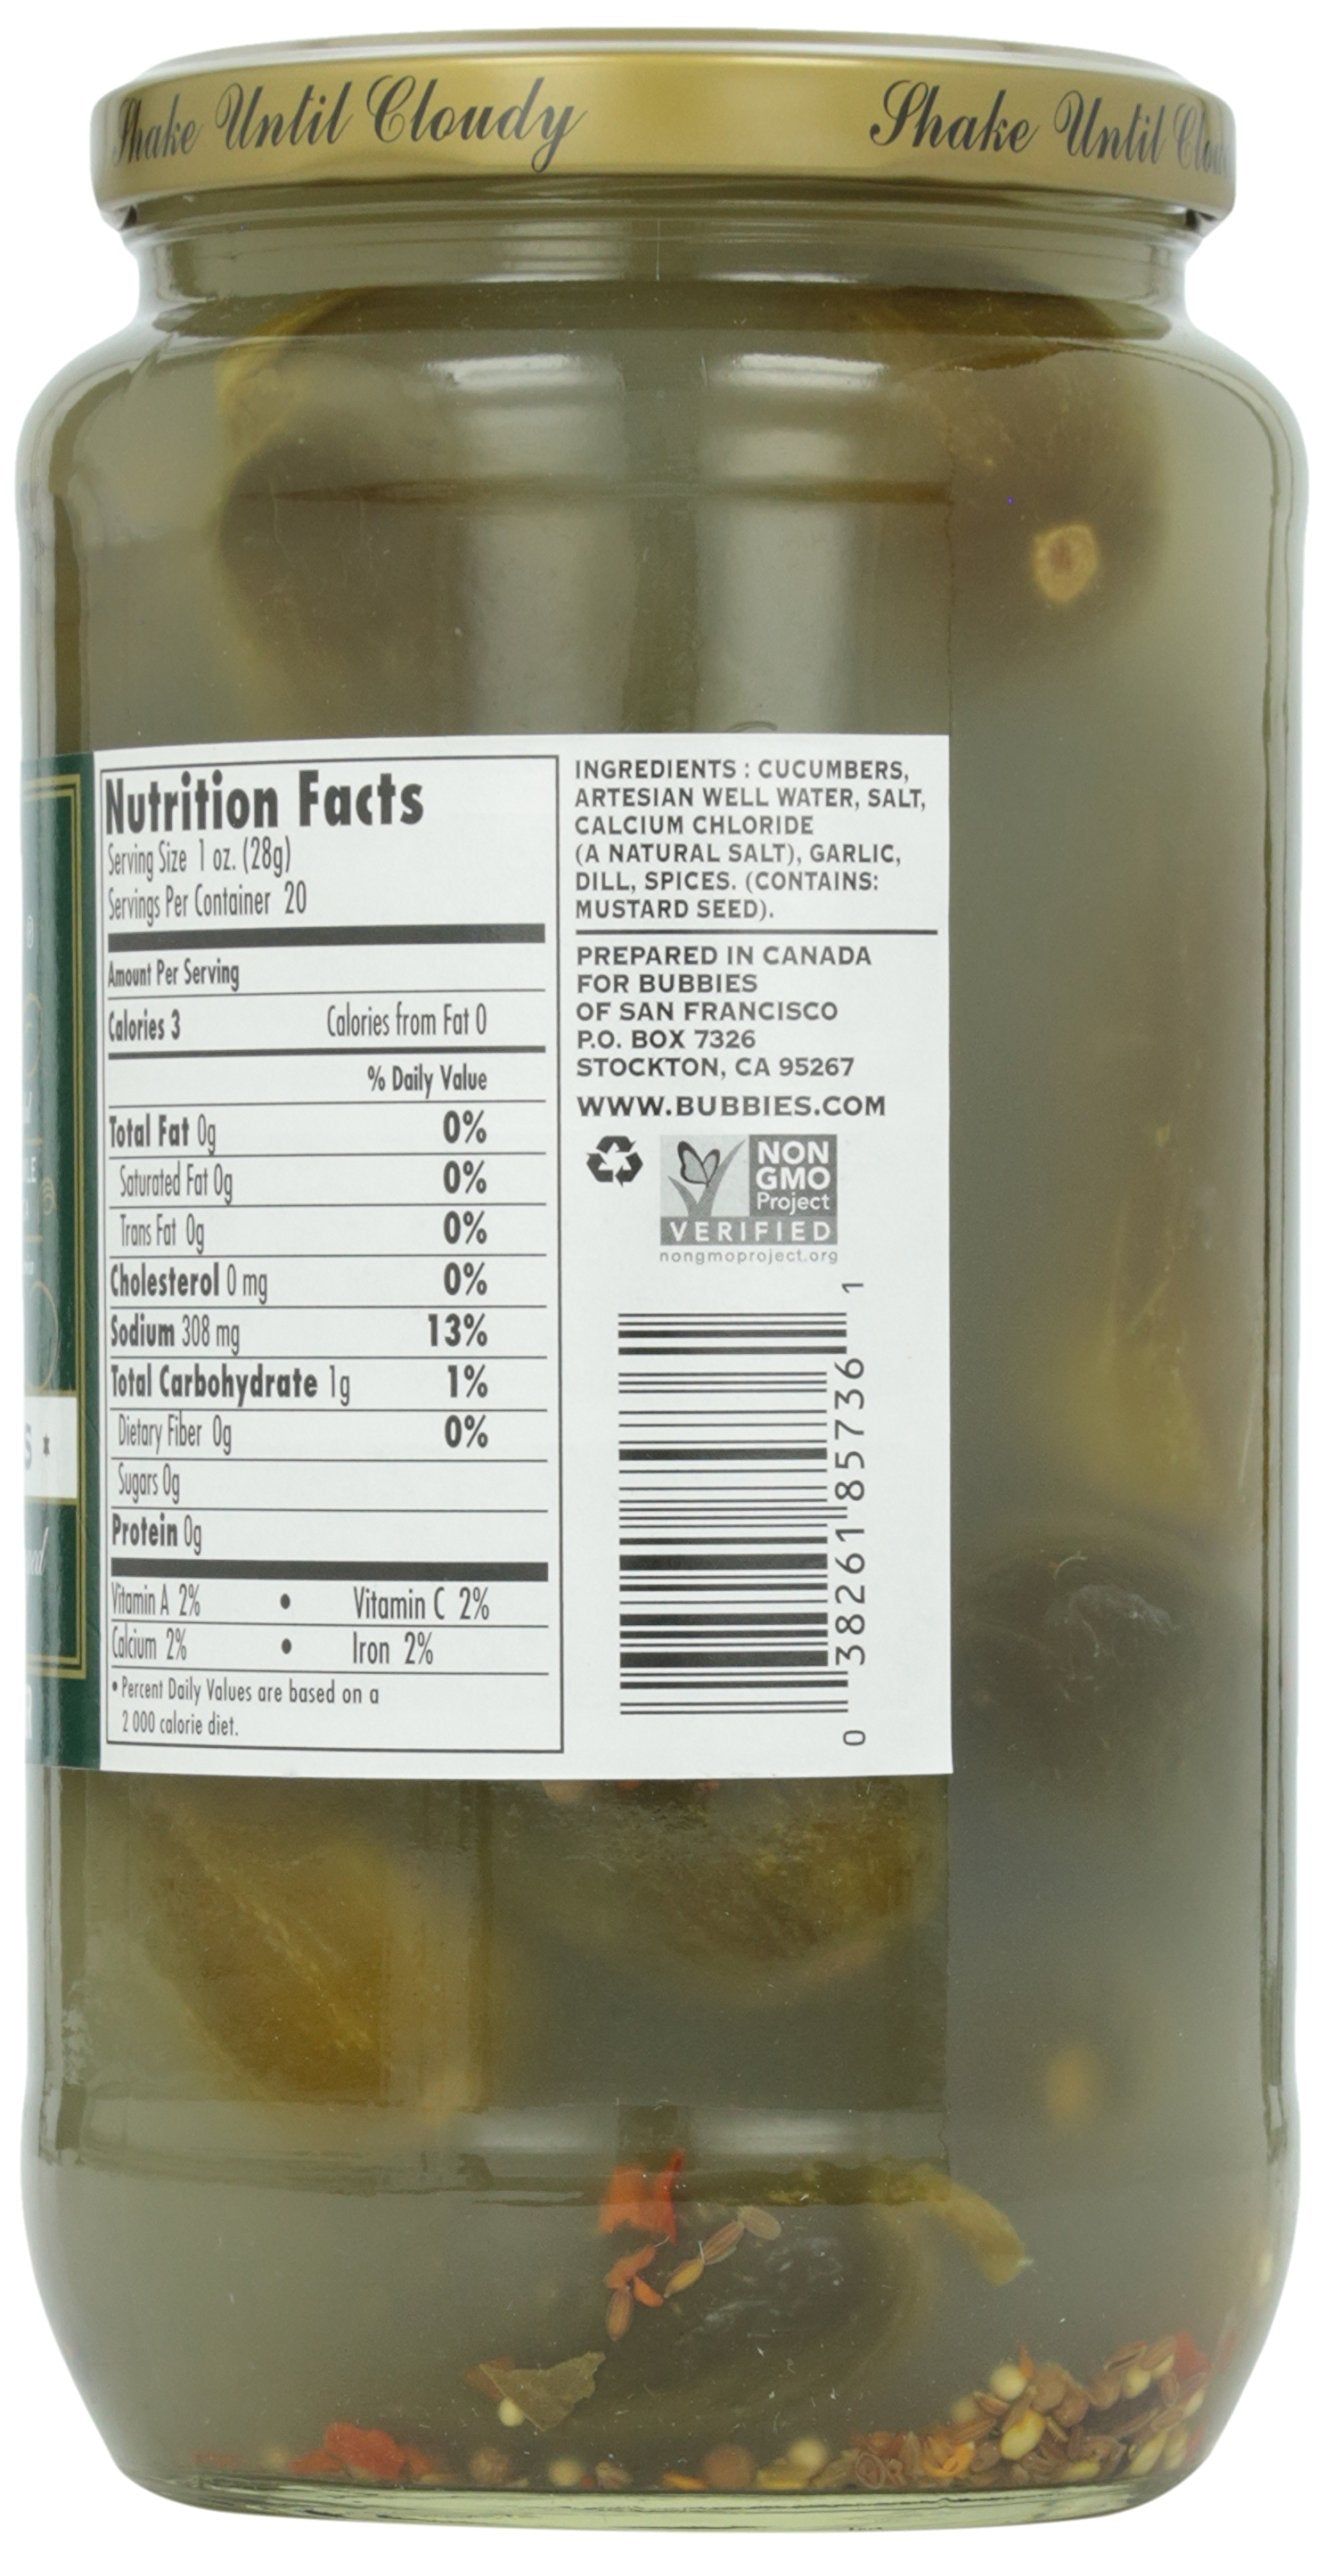 Shake Until Cloudy
Shake Until
Nutrition Facts
Serving Size 1 oz. (28g)
Servings Per Container 20
Amount Per Serving
Calories 3 Calories from Fat 0
% Daily Value
Total Fat 0g 0%
Saturated Fat 0g 0%
Trans Fat 0g 0%
Cholesterol 0 mg 0%
Sodium 308 mg 13%
Total Carbohydrate 1g 1%
Dietary Fiber 0g 0%
Sugars 0g
Protein 0g
Vitamin A 2% • Vitamin C 2%
Calcium 2% • Iron 2%
• Percent Daily Values are based on a
2 000 calorie diet.
INGREDIENTS : CUCUMBERS,
ARTESIAN WELL WATER, SALT,
CALCIUM CHLORIDE
(A NATURAL SALT), GARLIC,
DILL, SPICES. (CONTAINS:
MUSTARD SEED).
PREPARED IN CANADA
FOR BUBBIES
OF SAN FRANCISCO
P.O. BOX 7326
STOCKTON, CA 95267
WWW.BUBBIES.COM
NON
GMO
Project
VERIFIED
nongmoproject.org
0 38261 85736 1